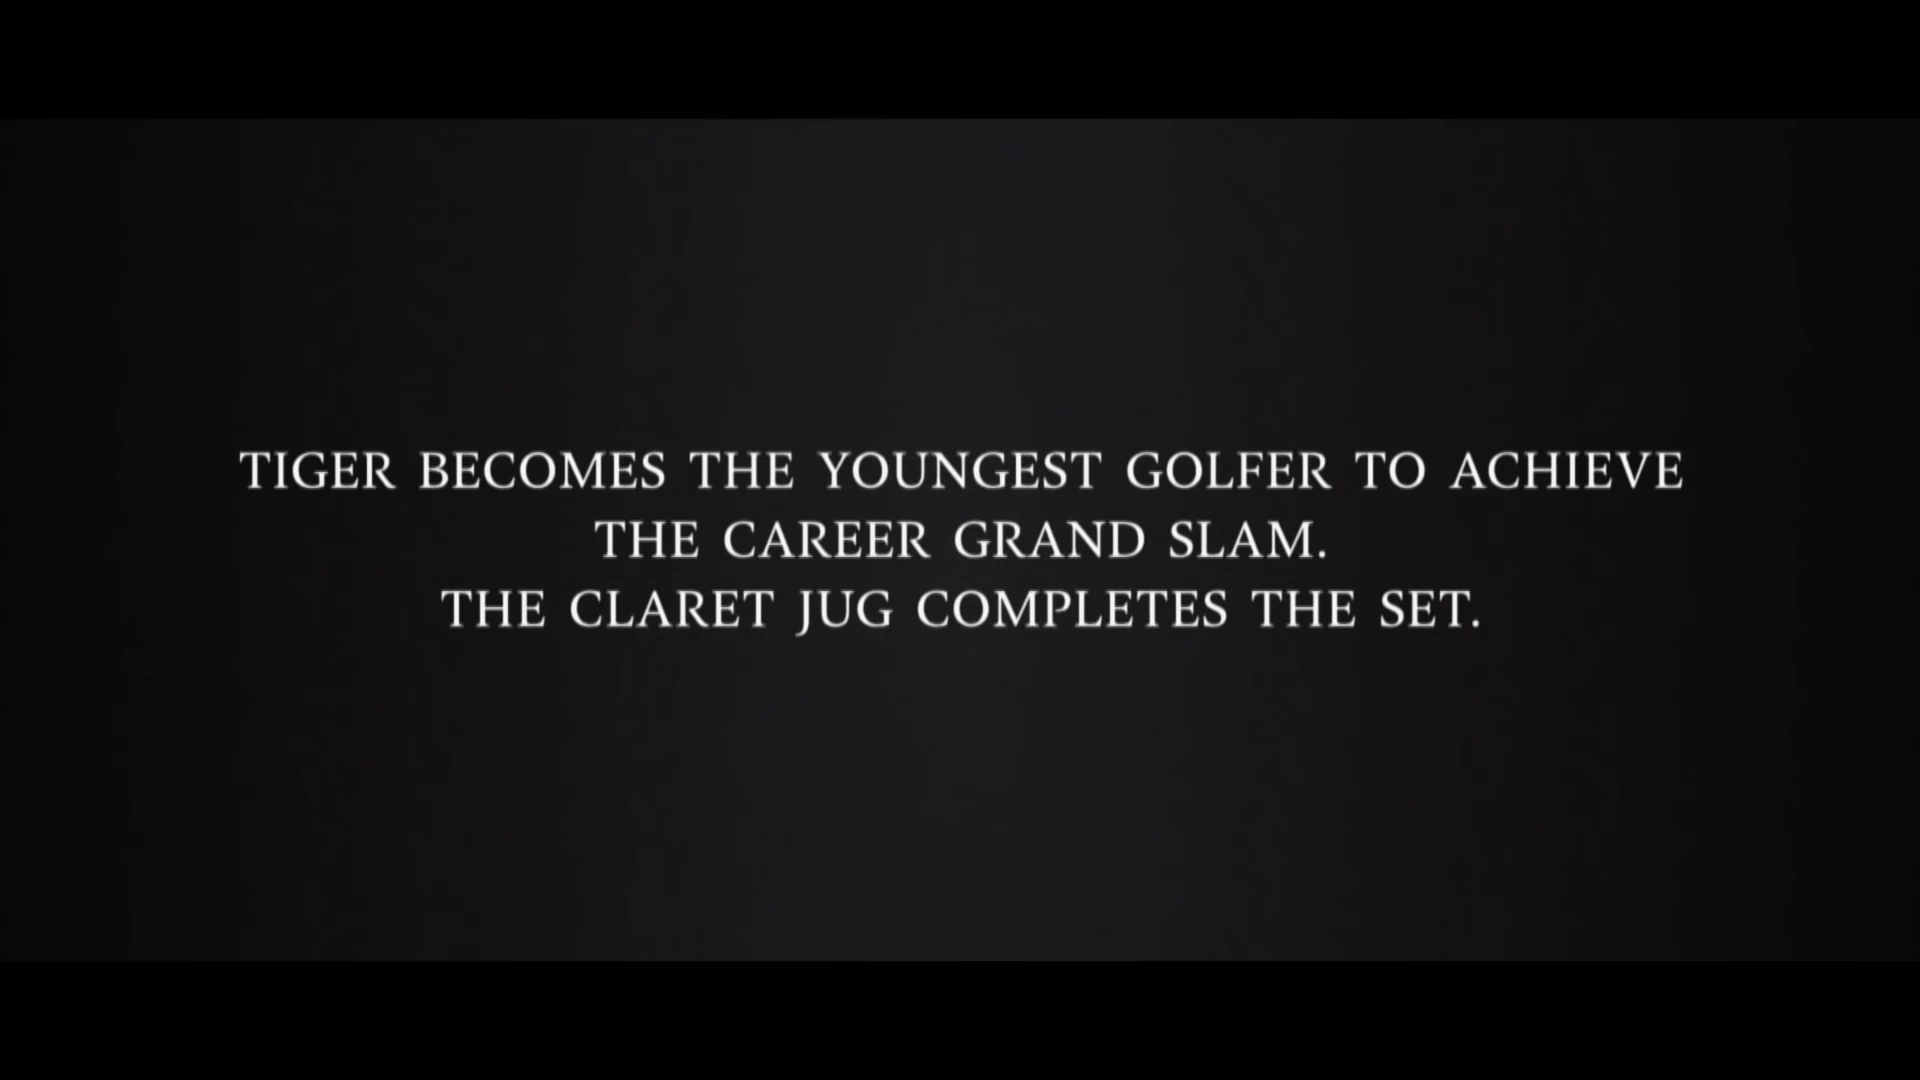 TIGER BECOMES THE YOUNGEST GOLFER TO ACHIEVE
THE CAREER GRAND SLAM.
THE CLARET JUG COMPLETES THE SET.